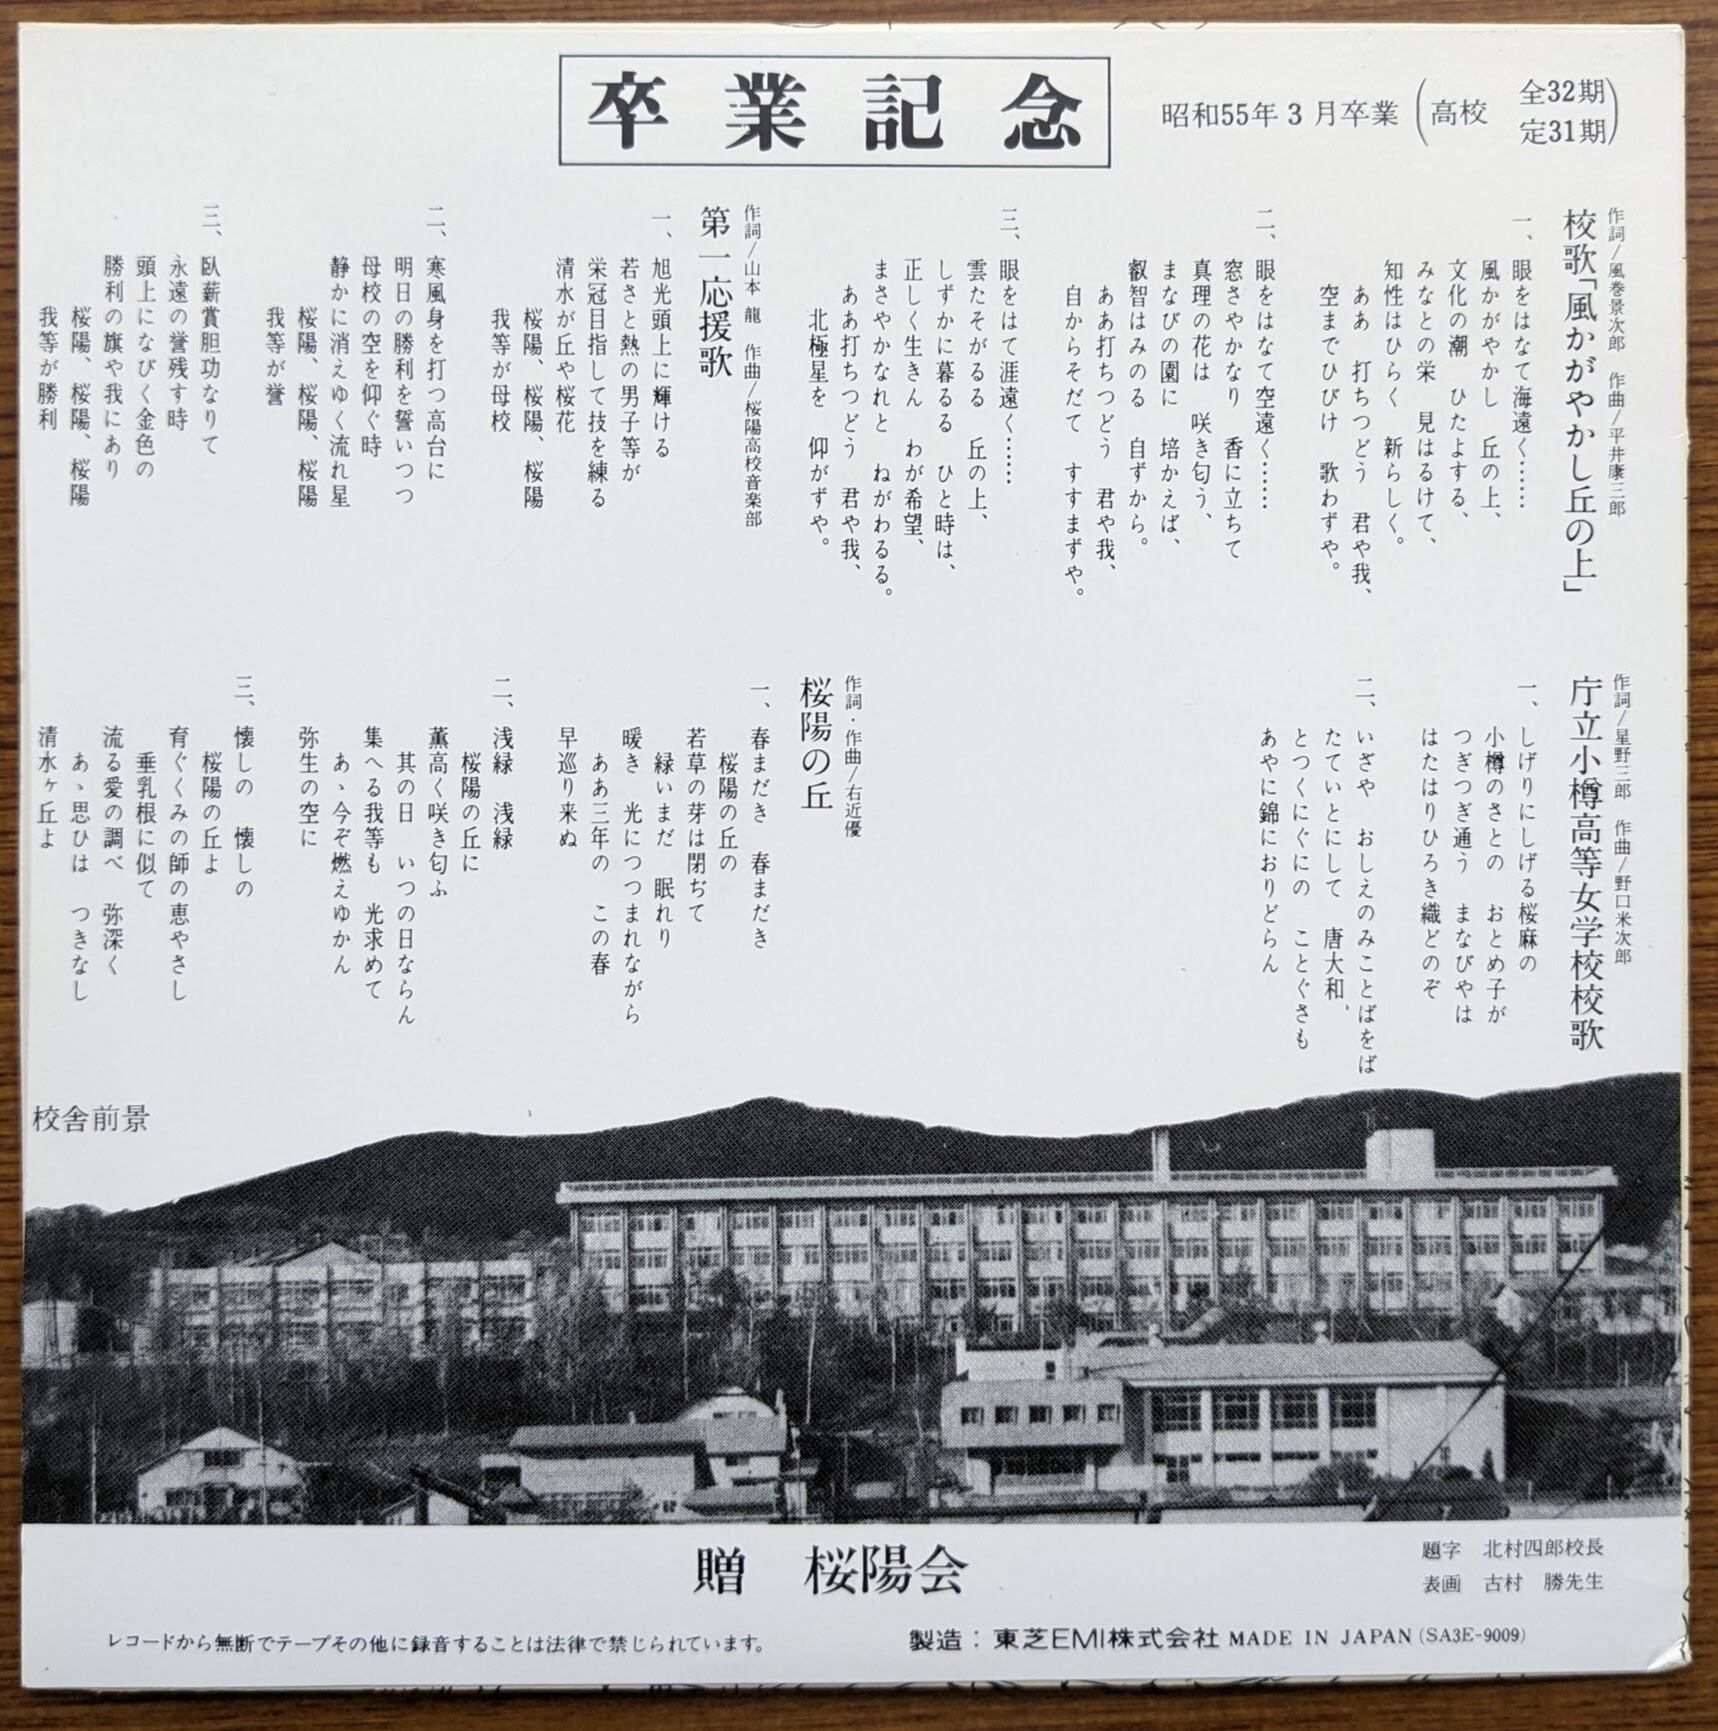 卒業記念
昭和55年3月卒業(高校 全32期
定31期)
作詞/風巻景次郎 作曲/平井康三郎
校歌「風かがやかし丘の上」
一、眼をはなて海遠く……
風かがやかし 丘の上、
文化の潮 ひたよする、
みなとの栄 見はるけて、
知性はひらく 新らしく。
ああ 打ちつどう 君や我、
空までひびけ 歌わずや。
二、眼をはなて空遠く……
窓さやかなり 香に立ちて
真理の花は 咲き匂う、
まなびの園に 培かえば、
叡智はみのる 自ずから。
ああ打ちつどう 君や我、
自からそだて すすまずや。
三、眼をはて涯遠く……
雲たそがるる 丘の上、
しずかに暮るる ひと時は、
正しく生きん わが希望、
まさやかなれと ねがわるる。
ああ打ちつどう 君や我、
北極星を 仰がずや。
作詞/山本 龍 作曲/桜陽高校音楽部
第一応援歌
一、旭光頭上に輝ける
若さと熱の男子等が
栄冠目指して技を練る
清水が丘や桜花
桜陽、桜陽、桜陽
我等が母校
二、寒風身を打つ高台に
明日の勝利を誓いつつ
母校の空を仰ぐ時
静かに消えゆく流れ星
桜陽、桜陽、桜陽
我等が誉
三、臥薪賞胆功なりて
永遠の誉残す時
頭上になびく金色の
勝利の旗や我にあり
桜陽、桜陽、桜陽
我等が勝利
作詞/星野三郎 作曲/野口米次郎
庁立小樽高等女学校校歌
一、しげりにしげる桜麻の
小樽のさとの おとめ子が
つぎつぎ通う まなびやは
はたはりひろき織どのぞ
二、いざや おしえのみことばをば
たていとにして 唐大和、
とつくにぐにの ことぐさも
あやに錦におりどらん
作詞・作曲/右近優
桜陽の丘
一、春まだき 春まだき
桜陽の丘の
若草の芽は閉ぢて
緑いまだ 眠れり
暖き 光につつまれながら
ああ三年の この春
早巡り来ぬ
二、浅緑 浅緑
桜陽の丘に
薫高く咲き匂ふ
其の日 いつの日ならん
集へる我等も 光求めて
あゝ今ぞ燃えゆかん
弥生の空に
三、懐しの 懐しの
桜陽の丘よ
育ぐくみの師の恵やさし
垂乳根に似て
流る愛の調べ 弥深く
あゝ思ひは つきなし
清水ヶ丘よ
校舎前景
贈 桜陽会
題字 北村四郎校長
表画 古村 勝先生
レコードから無断でテープその他に録音することは法律で禁じられています。
製造:東芝EMI株式会社 MADE IN JAPAN (SA3E-9009)